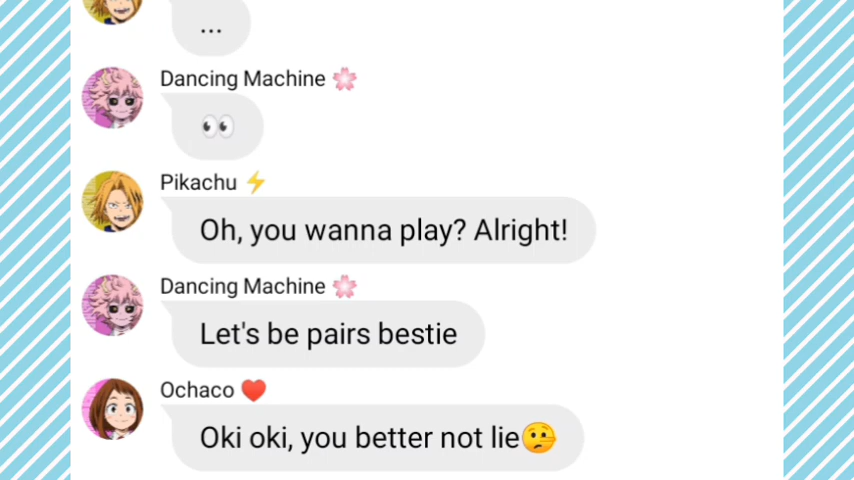 ...
Dancing Machine 🌸
👀
Pikachu ⚡
Oh, you wanna play? Alright!
Dancing Machine 🌸
Let's be pairs bestie
Ochaco ♥️
Oki oki, you better not lie🤨